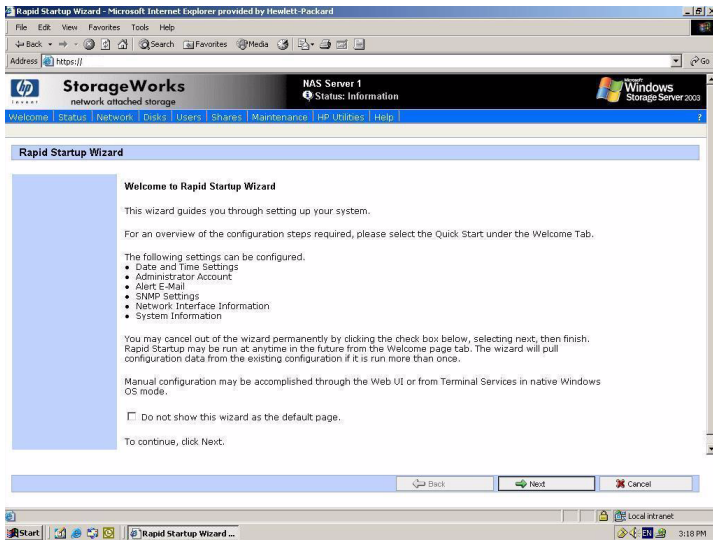 Rapid Startup Wizard - Microsoft Internet Explorer provided by Hewlett-Packard
File Edit View Favorites Tools Help
Back Search Favorites Media
Address https:// Go
hp invent
StorageWorks
network attached storage
NAS Server 1
Status: Information
Microsoft
Windows
Storage Server 2003
Welcome Status Network Disks Users Shares Maintenance HP Utilities Help ?
Rapid Startup Wizard
Welcome to Rapid Startup Wizard
This wizard guides you through setting up your system.
For an overview of the configuration steps required, please select the Quick Start under the Welcome Tab.
The following settings can be configured.
• Date and Time Settings
• Administrator Account
• Alert E-Mail
• SNMP Settings
• Network Interface Information
• System Information
You may cancel out of the wizard permanently by clicking the check box below, selecting next, then finish.
Rapid Startup may be run at anytime in the future from the Welcome page tab. The wizard will pull
configuration data from the existing configuration if it is run more than once.
Manual configuration may be accomplished through the Web UI or from Terminal Services in native Windows
OS mode.
Do not show this wizard as the default page.
To continue, click Next.
Back Next Cancel
Local intranet
Start Rapid Startup Wizard ... EN 3:18 PM